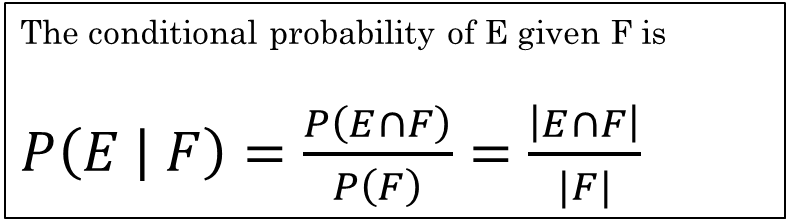 The conditional probability of E given F is
P(E | F) = P(E∩F) / P(F) = |E∩F| / |F|